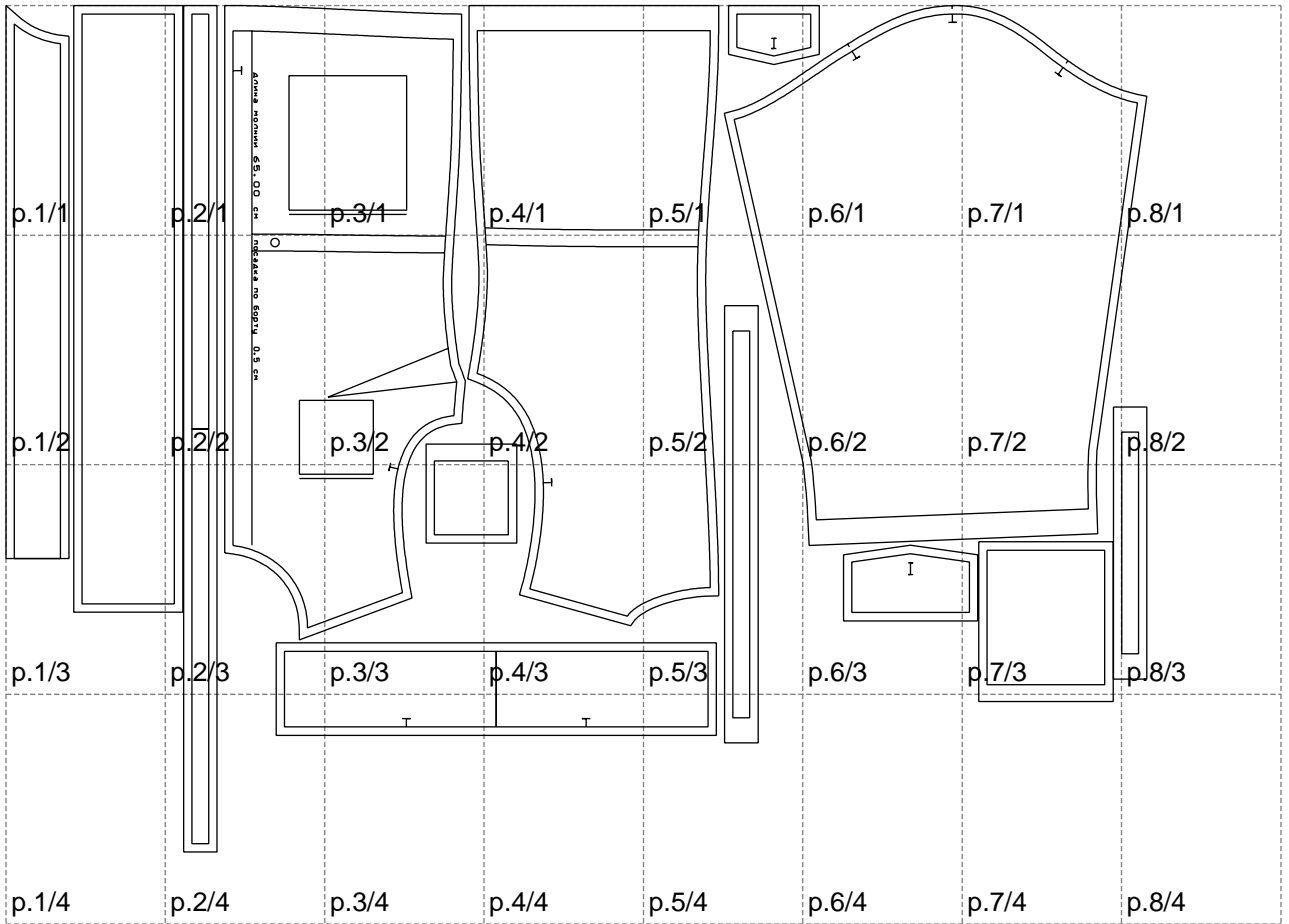 длина молнии 65.00 см посадка по борту 0.5 см
p.1/1 p.2/1 p.3/1 p.4/1 p.5/1 p.6/1 p.7/1 p.8/1
p.1/2 p.2/2 p.3/2 p.4/2 p.5/2 p.6/2 p.7/2 p.8/2
p.1/3 p.2/3 p.3/3 p.4/3 p.5/3 p.6/3 p.7/3 p.8/3
p.1/4 p.2/4 p.3/4 p.4/4 p.5/4 p.6/4 p.7/4 p.8/4